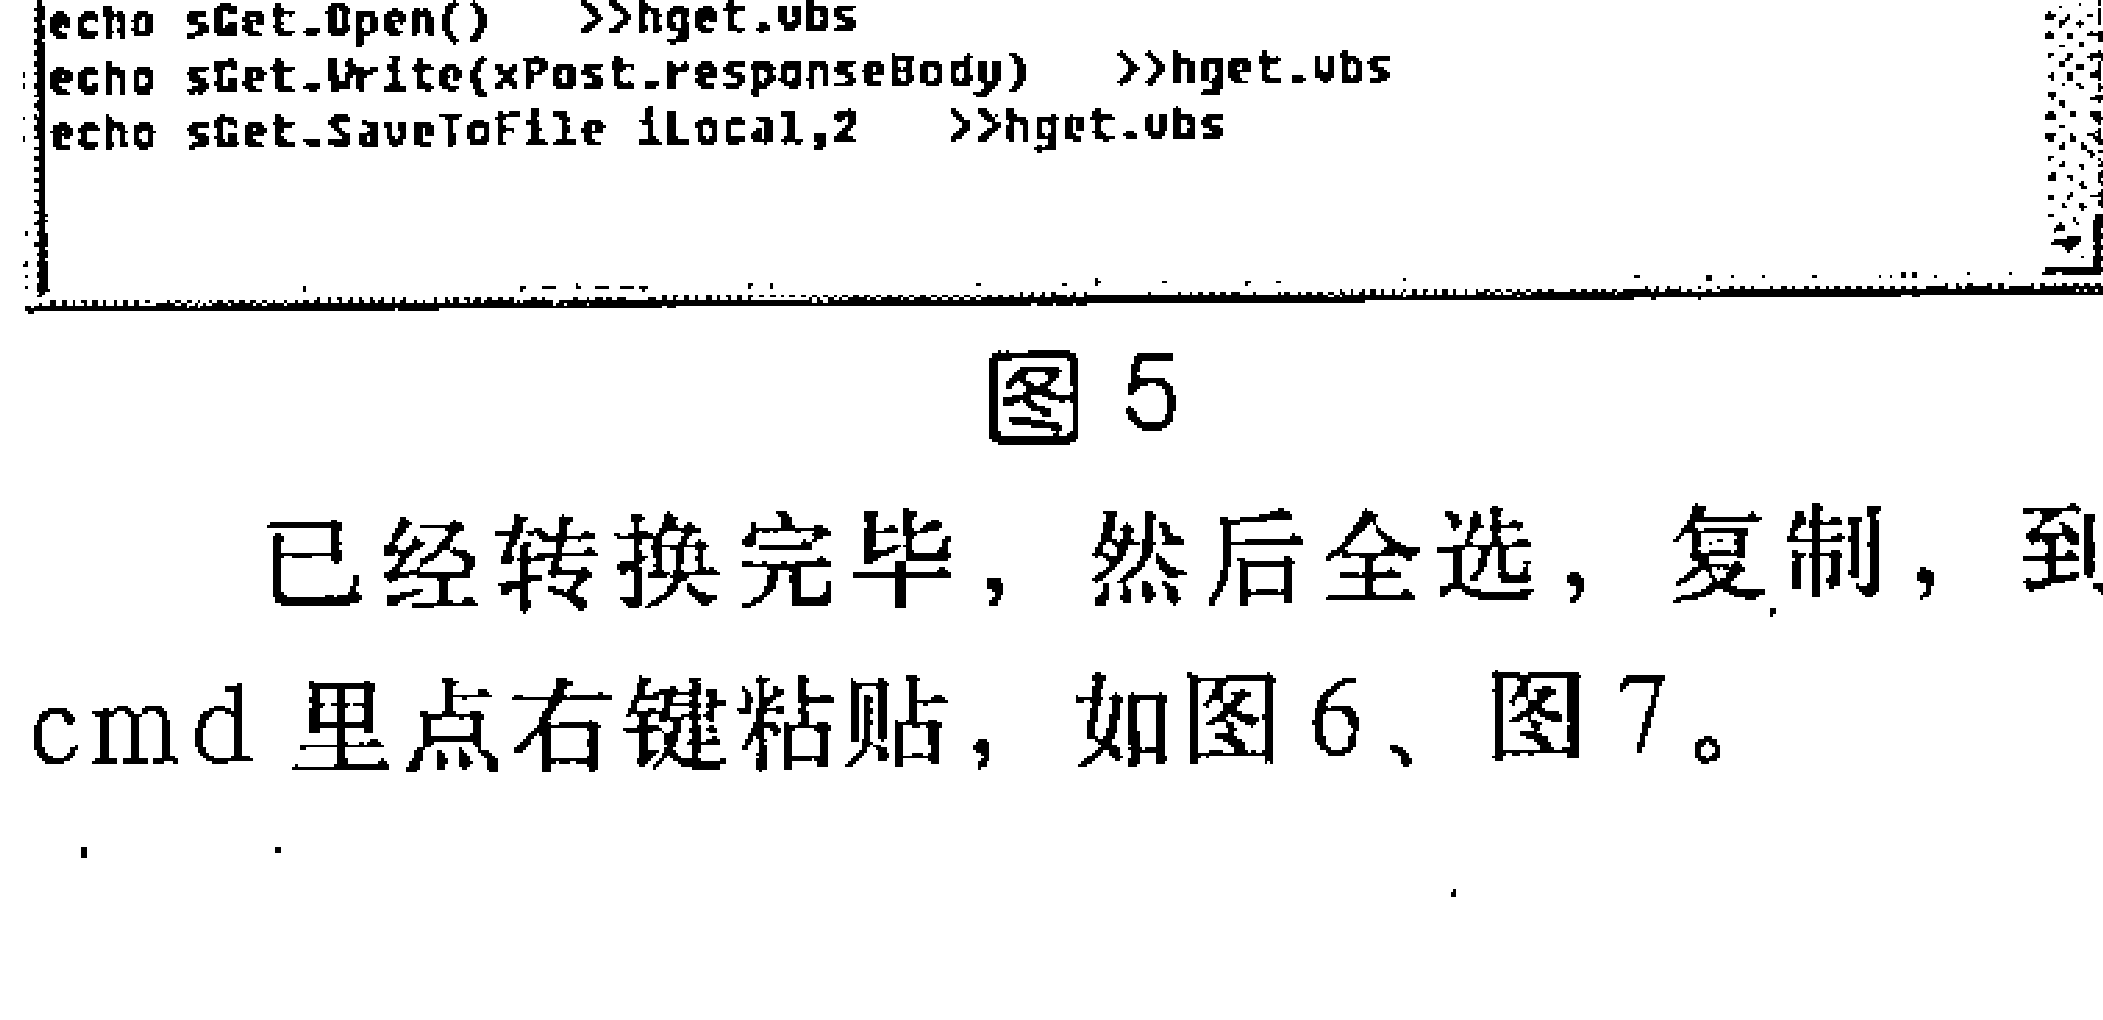 echo sGet.Open()   >>hget.vbs
echo sGet.Write(xPost.responseBody)   >>hget.vbs
echo sGet.SaveToFile iLocal,2   >>hget.vbs
图 5
已经转换完毕，然后全选，复制，到
cmd 里点右键粘贴，如图 6、图 7。